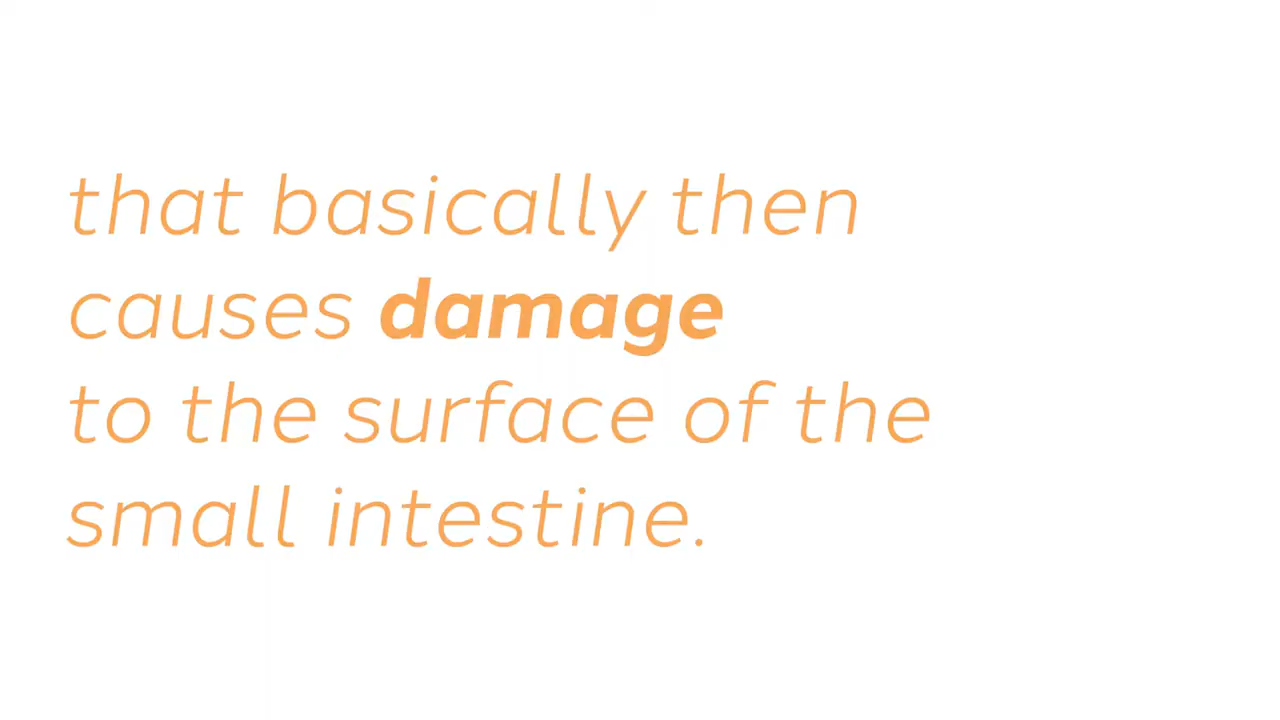 that basically then
causes damage
to the surface of the
small intestine.